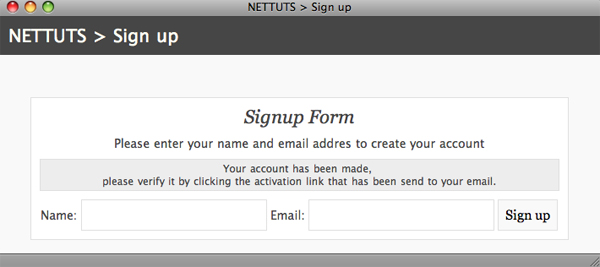 NETTUTS > Sign up
NETTUTS > Sign up
Signup Form
Please enter your name and email addres to create your account
Your account has been made,
please verify it by clicking the activation link that has been send to your email.
Name: Email: Sign up